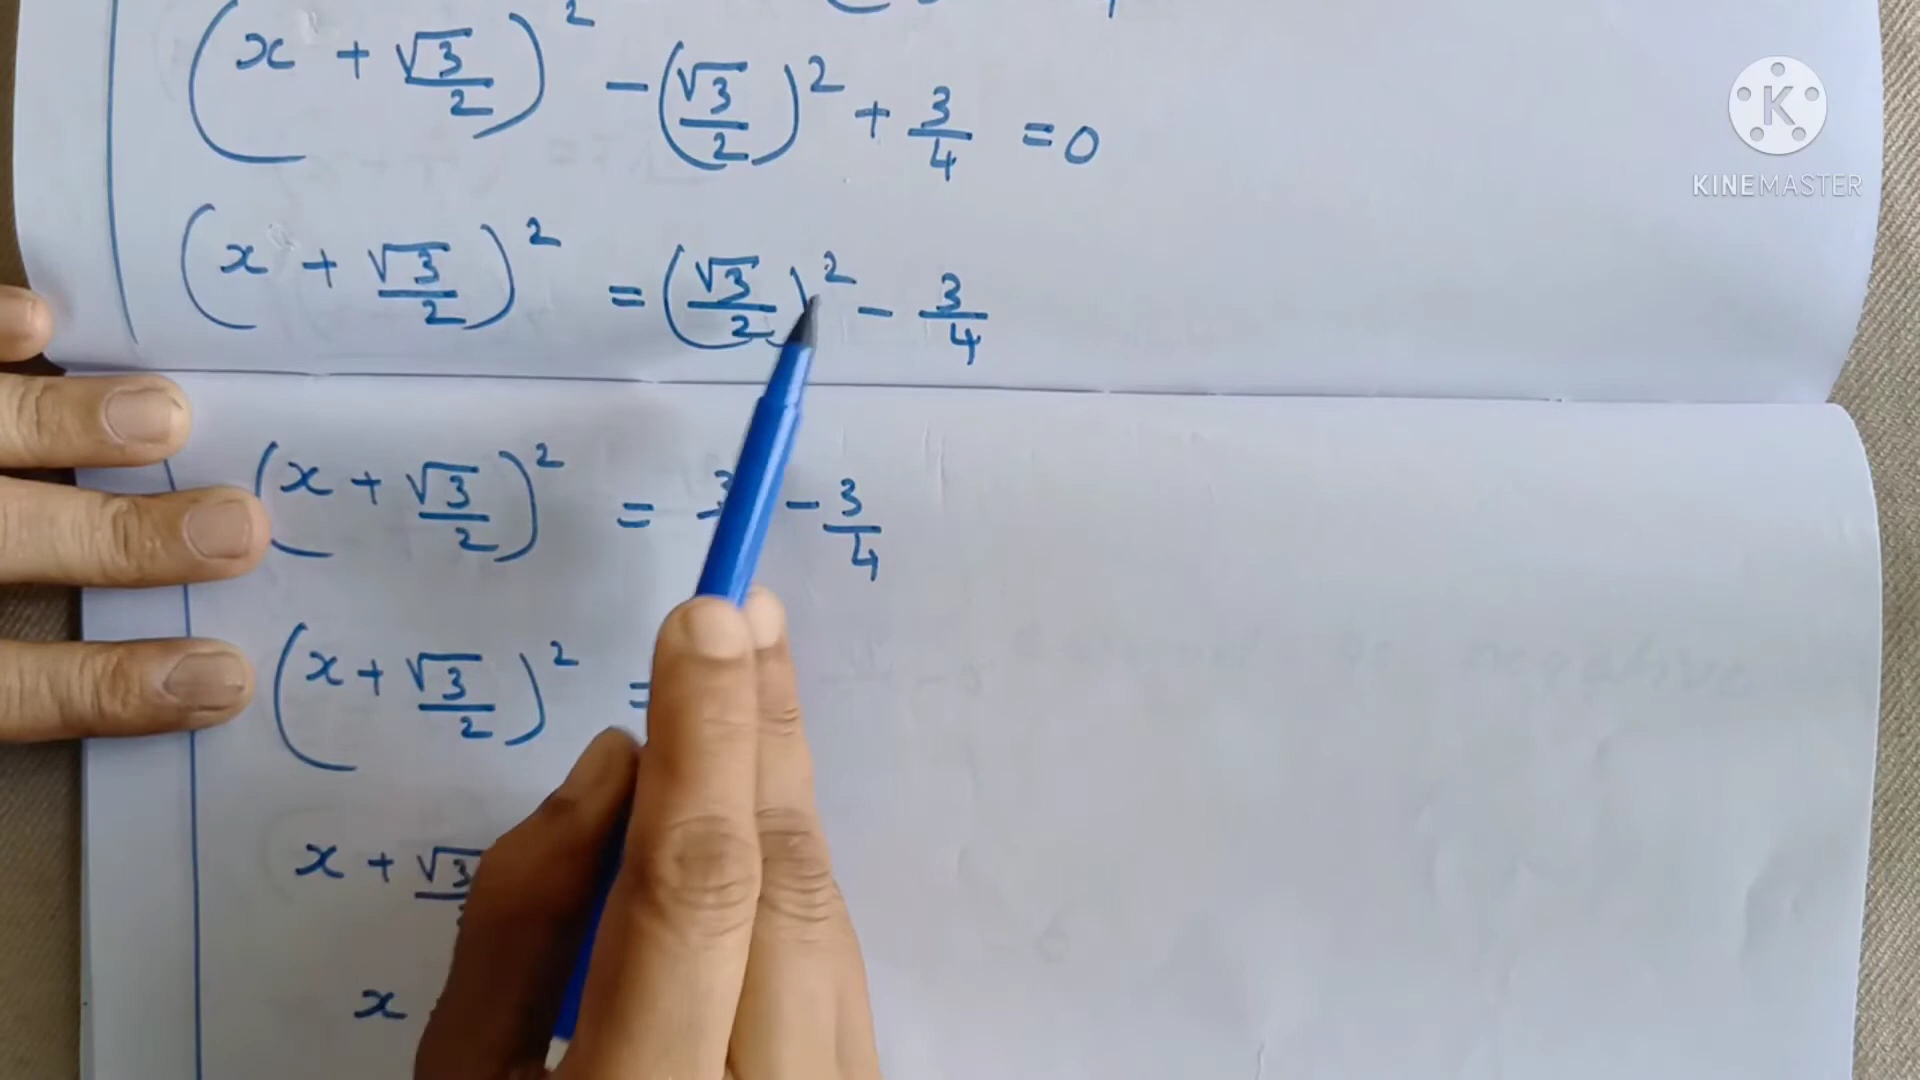 (x + √3/2)² - (√3/2)² + 3/4 = 0
(x + √3/2)² = (√3/2)² - 3/4
(x + √3/2)² = 3 - 3/4
(x + √3/2)² =
x + √3
x
K
KINEMASTER